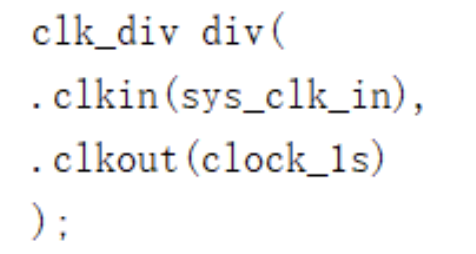 clk_div div(
.clkin(sys_clk_in),
.clkout(clock_1s)
);